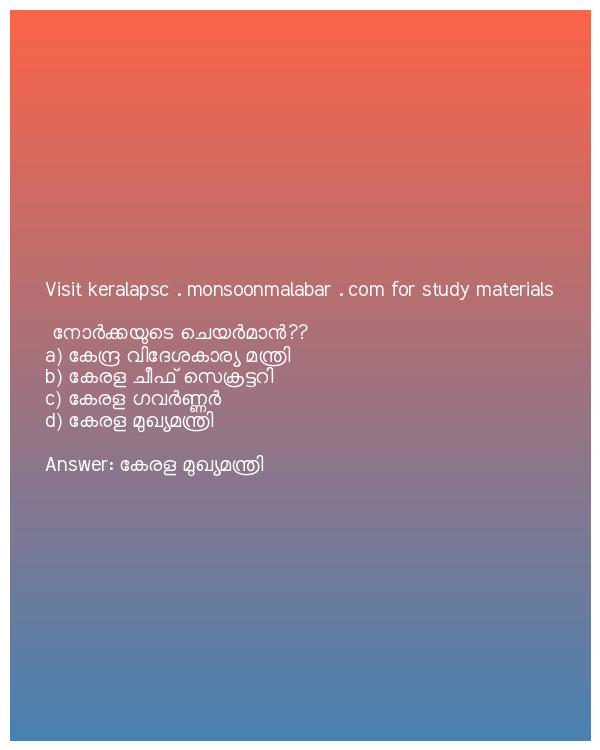 Visit keralapsc . monsoonmalabar . com for study materials
നോർക്കയുടെ ചെയർമാൻ??
a) കേന്ദ്ര വിദേശകാര്യ മന്ത്രി
b) കേരള ചീഫ് സെക്രട്ടറി
c) കേരള ഗവർണ്ണർ
d) കേരള മുഖ്യമന്ത്രി
Answer: കേരള മുഖ്യമന്ത്രി